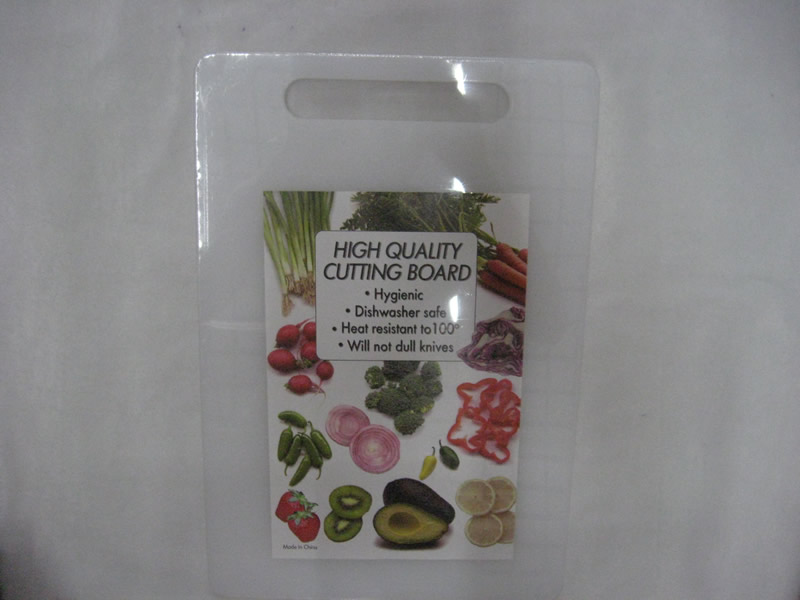 HIGH QUALITY
CUTTING BOARD
• Hygienic
• Dishwasher safe
• Heat resistant to100°
• Will not dull knives
Made In China